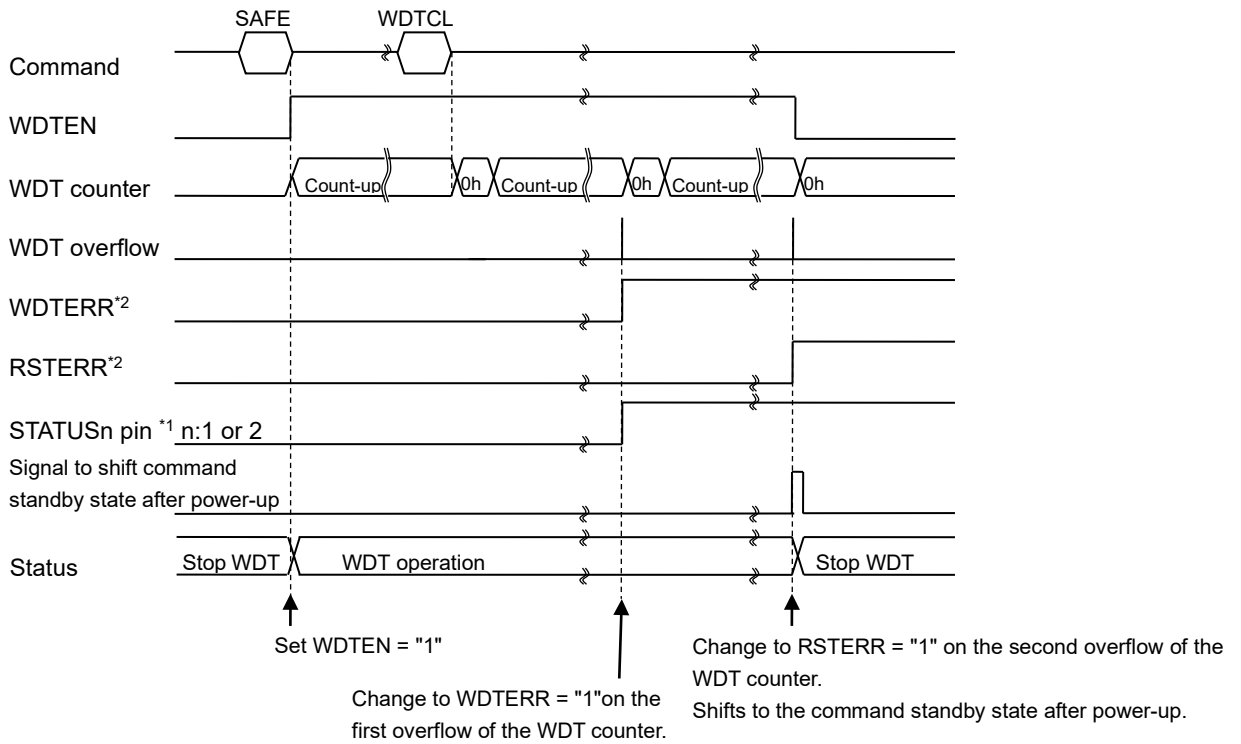 SAFE WDTCL
Command
WDTEN
WDT counter Count-up 0h Count-up 0h Count-up 0h
WDT overflow
WDTERR*2
RSTERR*2
STATUSn pin *1 n:1 or 2
Signal to shift command
standby state after power-up
Status Stop WDT WDT operation Stop WDT
Set WDTEN = "1"
Change to WDTERR = "1"on the
first overflow of the WDT counter.
Change to RSTERR = "1" on the second overflow of the
WDT counter.
Shifts to the command standby state after power-up.